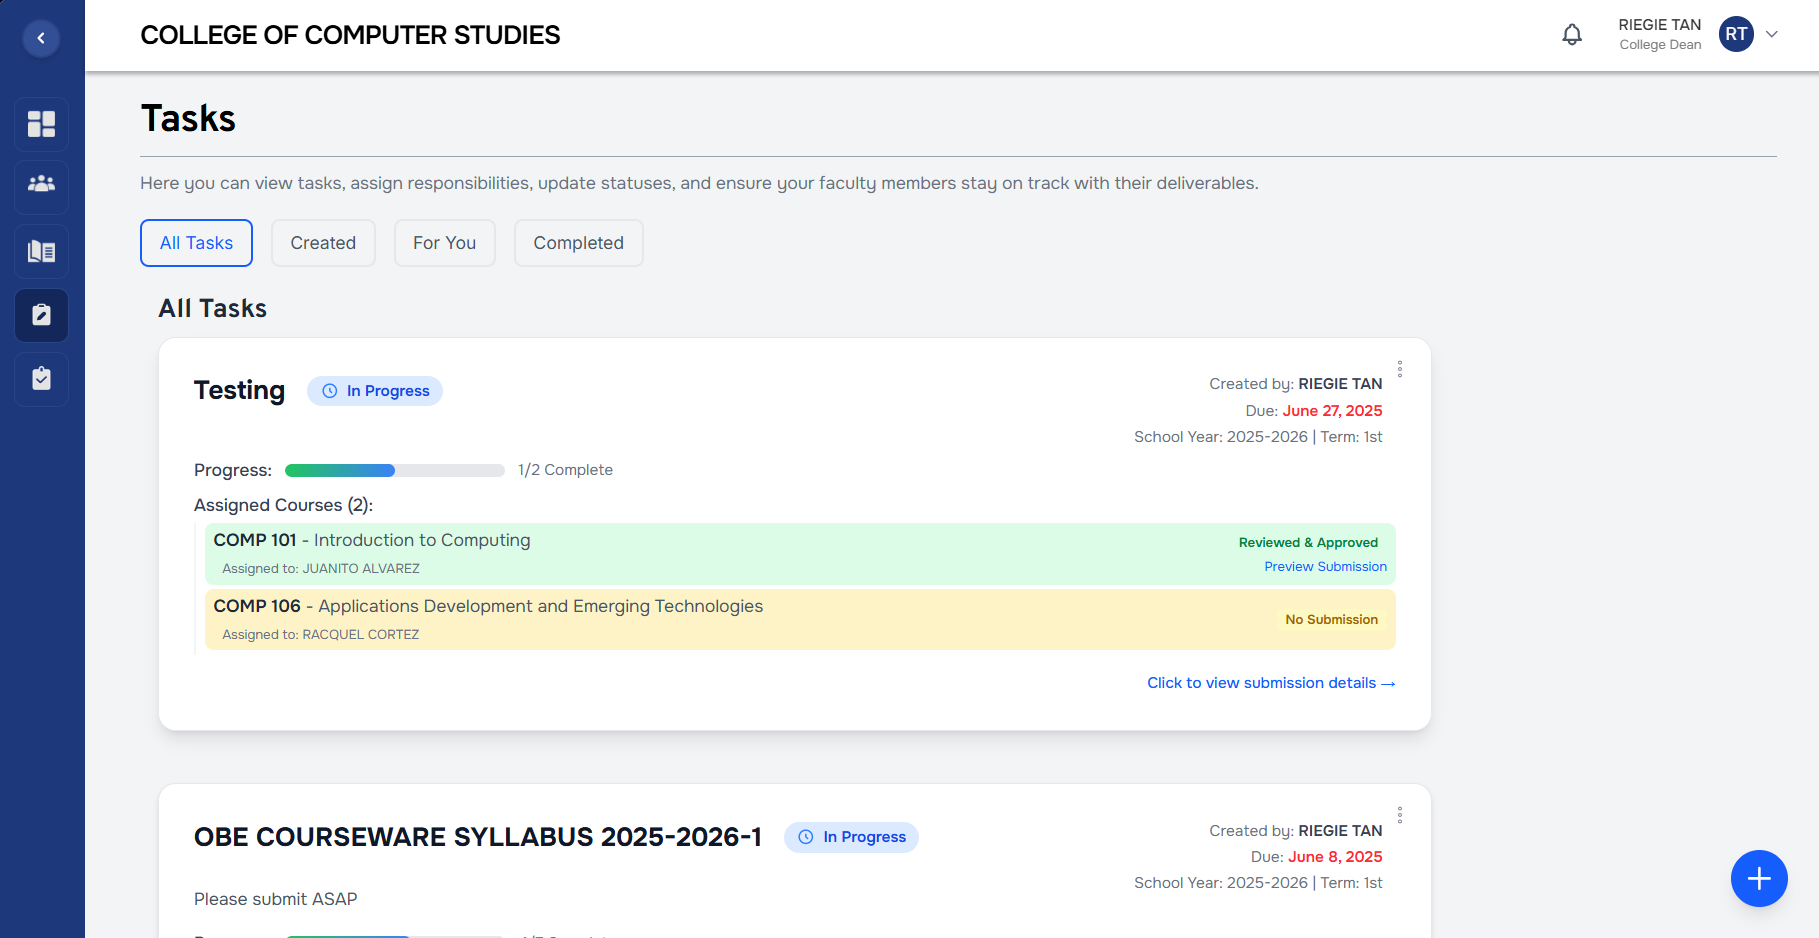 COLLEGE OF COMPUTER STUDIES
RIEGIE TAN
College Dean
RT
Tasks
Here you can view tasks, assign responsibilities, update statuses, and ensure your faculty members stay on track with their deliverables.
All Tasks
Created
For You
Completed
All Tasks
Testing
In Progress
Created by: RIEGIE TAN
Due: June 27, 2025
School Year: 2025-2026 | Term: 1st
Progress:
1/2 Complete
Assigned Courses (2):
COMP 101 - Introduction to Computing
Assigned to: JUANITO ALVAREZ
Reviewed & Approved
Preview Submission
COMP 106 - Applications Development and Emerging Technologies
Assigned to: RACQUEL CORTEZ
No Submission
Click to view submission details →
OBE COURSEWARE SYLLABUS 2025-2026-1
In Progress
Created by: RIEGIE TAN
Due: June 8, 2025
School Year: 2025-2026 | Term: 1st
Please submit ASAP